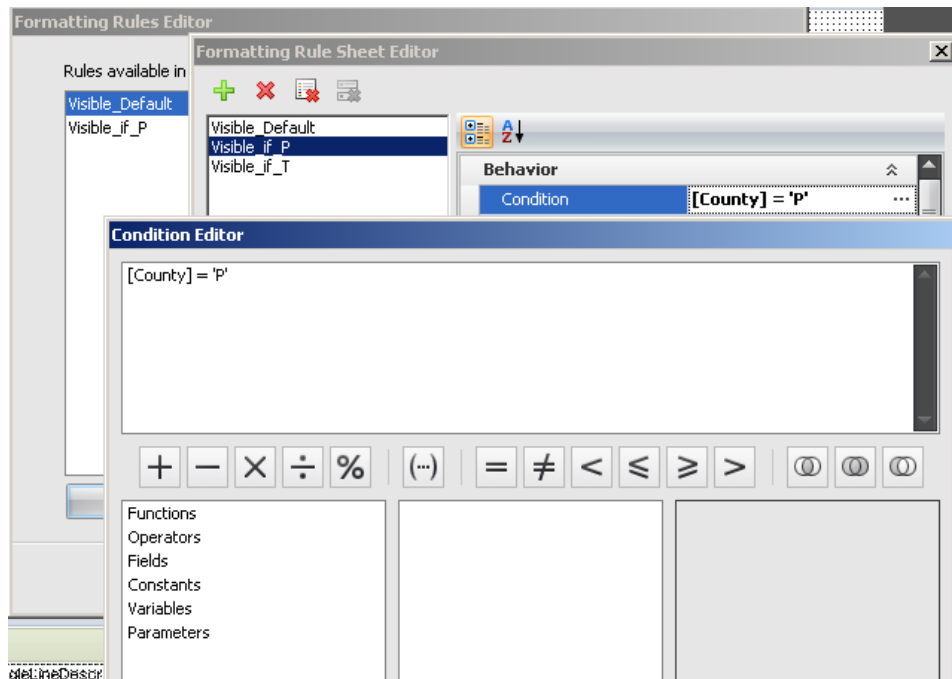 Formatting Rules Editor
Formatting Rule Sheet Editor
Rules available in
Visible_Default
Visible_if_P
Visible_Default
Visible_if_P
Visible_if_T
Behavior
Condition [County] = 'P' ...
Condition Editor
[County] = 'P'
+ − × ÷ % (...) = ≠ < ≤ ≥ >
Functions
Operators
Fields
Constants
Variables
Parameters